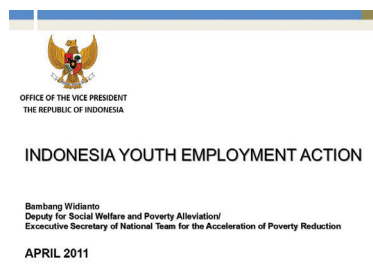 OFFICE OF THE VICE PRESIDENT
THE REPUBLIC OF INDONESIA
INDONESIA YOUTH EMPLOYMENT ACTION
Bambang Widianto
Deputy for Social Welfare and Poverty Alleviation/
Excecutive Secretary of National Team for the Acceleration of Poverty Reduction
APRIL 2011